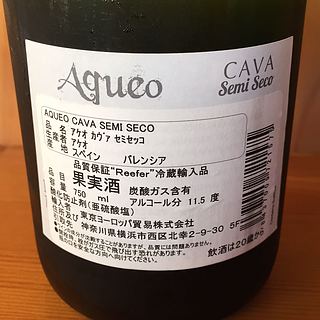 Aqueo
CAVA
Semi Seco
AQUEO CAVA SEMI SECO
品名 アケオ カヴァ セミセッコ
生産者 アケオ
産地 スペイン バレンシア
品質保証"Reefer"冷蔵輸入品
果実酒 炭酸ガス含有
容量 750 ml アルコール分 11.5 度
酸化防止剤(亜硫酸塩)
東京ヨーロッパ貿易株式会社
神奈川県横浜市西区北幸2-9-30 5F
飲酒は20歳から